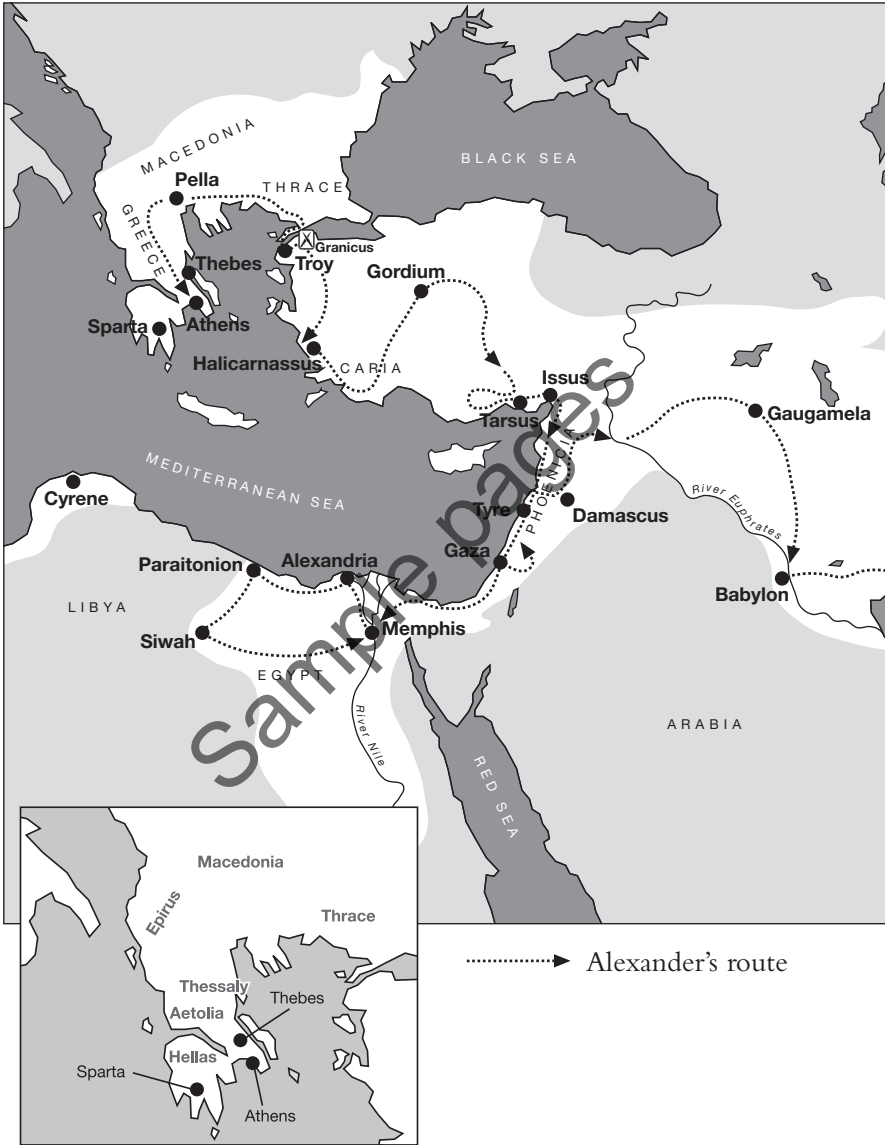 BLACK SEA
MACEDONIA
Pella
THRACE
GREECE
Granicus
Troy
Thebes
Gordium
Sparta
Athens
Halicarnassus
CARIA
Issus
Tarsus
Gaugamela
MEDITERRANEAN SEA
PHOENICIA
Cyrene
Tyre
Damascus
River Euphrates
Gaza
Paraitonion
Alexandria
Babylon
LIBYA
Siwah
Memphis
EGYPT
River Nile
ARABIA
RED SEA
Sample pages
Macedonia
Epirus
Thrace
Thessaly
Aetolia
Thebes
Hellas
Sparta
Athens
Alexander's route